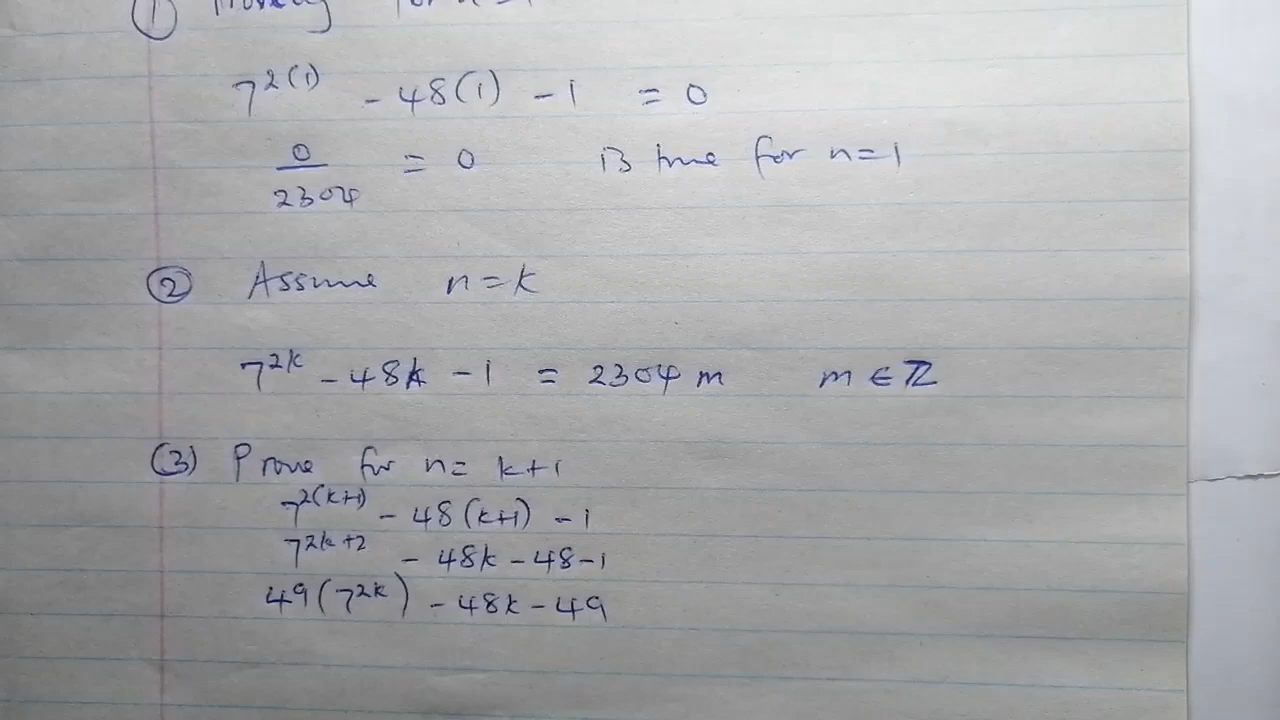 ①
7^2(1) - 48(1) - 1 = 0
0/2304 = 0 is true for n=1
② Assume n=k
7^2k - 48k - 1 = 2304m m∈ℤ
(3) Prove for n= k+1
7^2(k+1) - 48(k+1) - 1
7^2k+2 - 48k - 48 - 1
49(7^2k) - 48k - 49